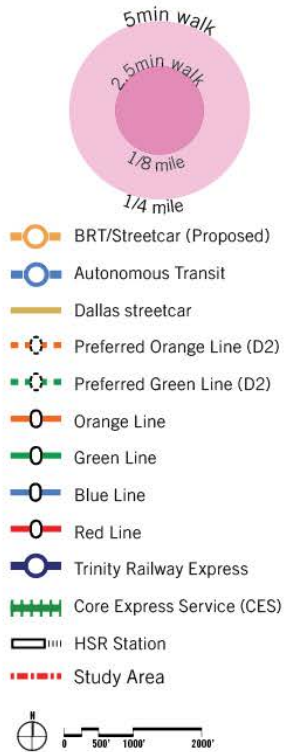 5min walk
2.5min walk
1/8 mile
1/4 mile
BRT/Streetcar (Proposed)
Autonomous Transit
Dallas streetcar
Preferred Orange Line (D2)
Preferred Green Line (D2)
Orange Line
Green Line
Blue Line
Red Line
Trinity Railway Express
Core Express Service (CES)
HSR Station
Study Area
N
0 500' 1000' 2000'